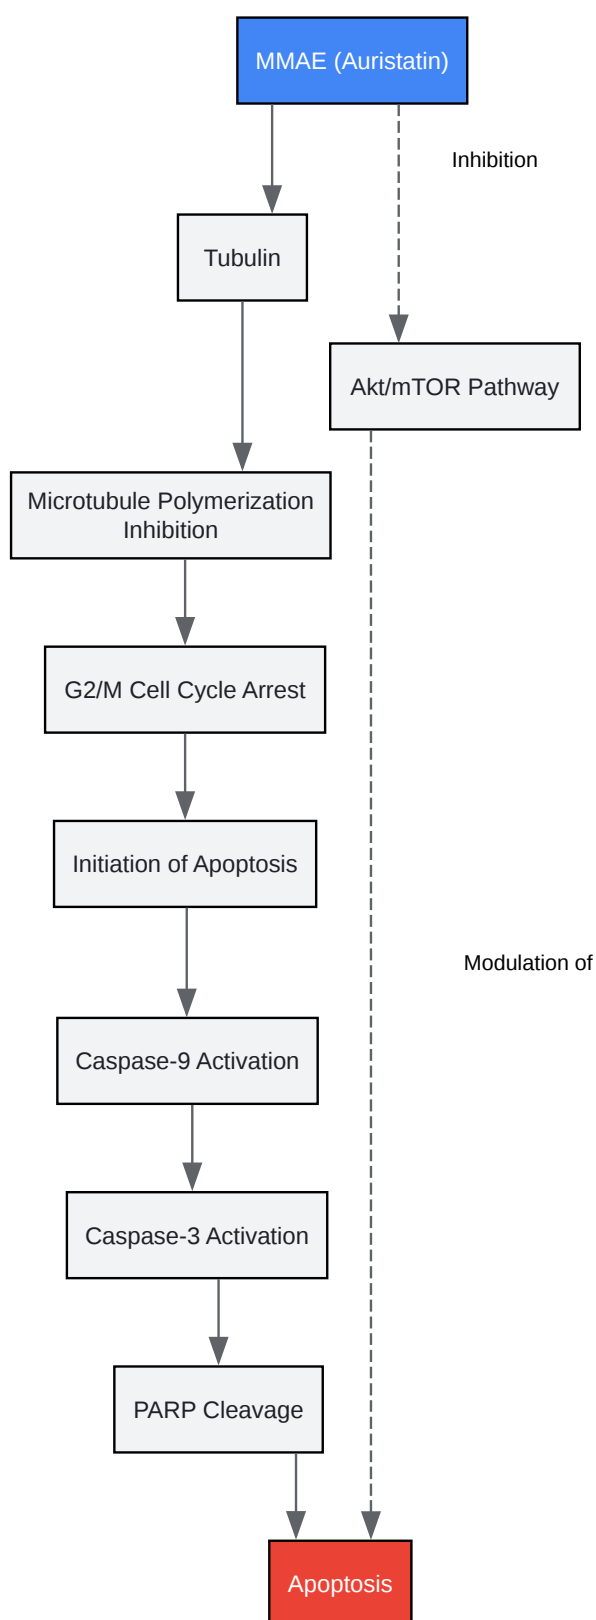 MMAE (Auristatin)
Inhibition
Tubulin
Akt/mTOR Pathway
Microtubule Polymerization
Inhibition
G2/M Cell Cycle Arrest
Initiation of Apoptosis
Modulation of
Caspase-9 Activation
Caspase-3 Activation
PARP Cleavage
Apoptosis